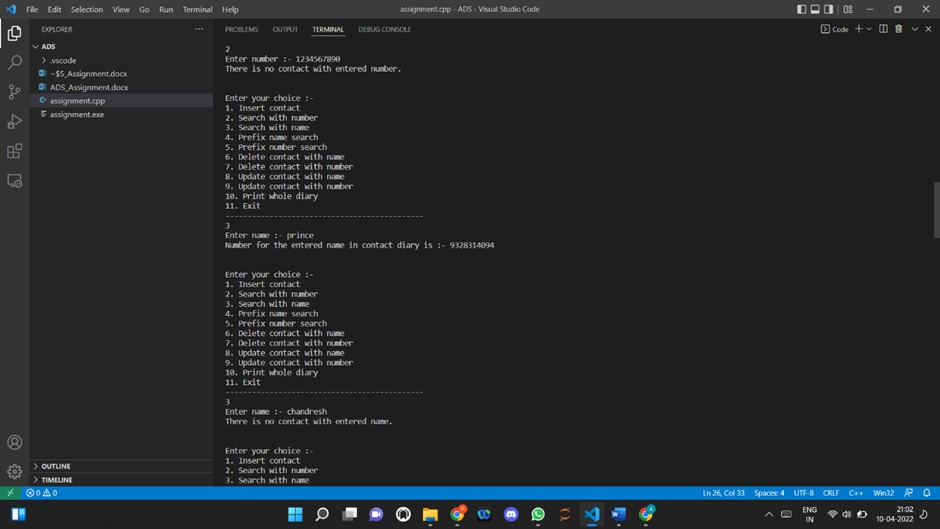 File Edit Selection View Go Run Terminal Help
assignment.cpp - ADS - Visual Studio Code
EXPLORER
ADS
.vscode
~$S_Assignment.docx
ADS_Assignment.docx
assignment.cpp
assignment.exe
OUTLINE
TIMELINE
PROBLEMS OUTPUT TERMINAL DEBUG CONSOLE
Code
2
Enter number :- 1234567890
There is no contact with entered number.
Enter your choice :-
1. Insert contact
2. Search with number
3. Search with name
4. Prefix name search
5. Prefix number search
6. Delete contact with name
7. Delete contact with number
8. Update contact with name
9. Update contact with number
10. Print whole diary
11. Exit
--------------------------------------------
3
Enter name :- prince
Number for the entered name in contact diary is :- 9328314094
Enter your choice :-
1. Insert contact
2. Search with number
3. Search with name
4. Prefix name search
5. Prefix number search
6. Delete contact with name
7. Delete contact with number
8. Update contact with name
9. Update contact with number
10. Print whole diary
11. Exit
--------------------------------------------
3
Enter name :- chandresh
There is no contact with entered name.
Enter your choice :-
1. Insert contact
2. Search with number
3. Search with name
0 0
Ln 26, Col 33 Spaces: 4 UTF-8 CRLF C++ Win32
ENG
IN
21:02
10-04-2022